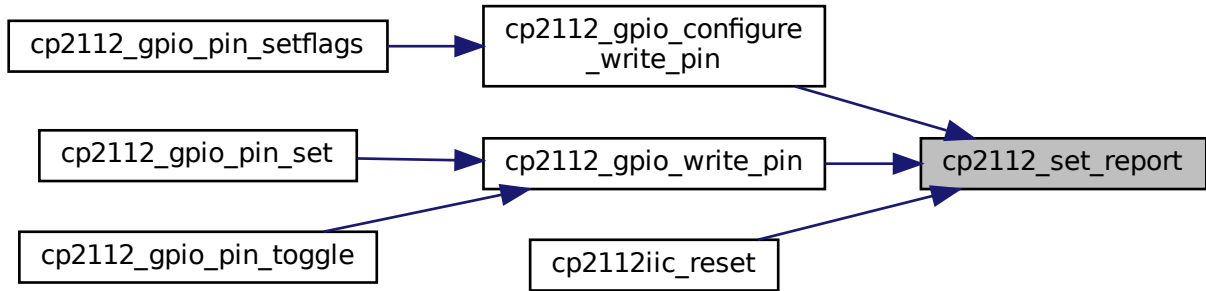 cp2112_gpio_pin_setflags
cp2112_gpio_configure
_write_pin
cp2112_gpio_pin_set
cp2112_gpio_write_pin
cp2112_set_report
cp2112_gpio_pin_toggle
cp2112iic_reset